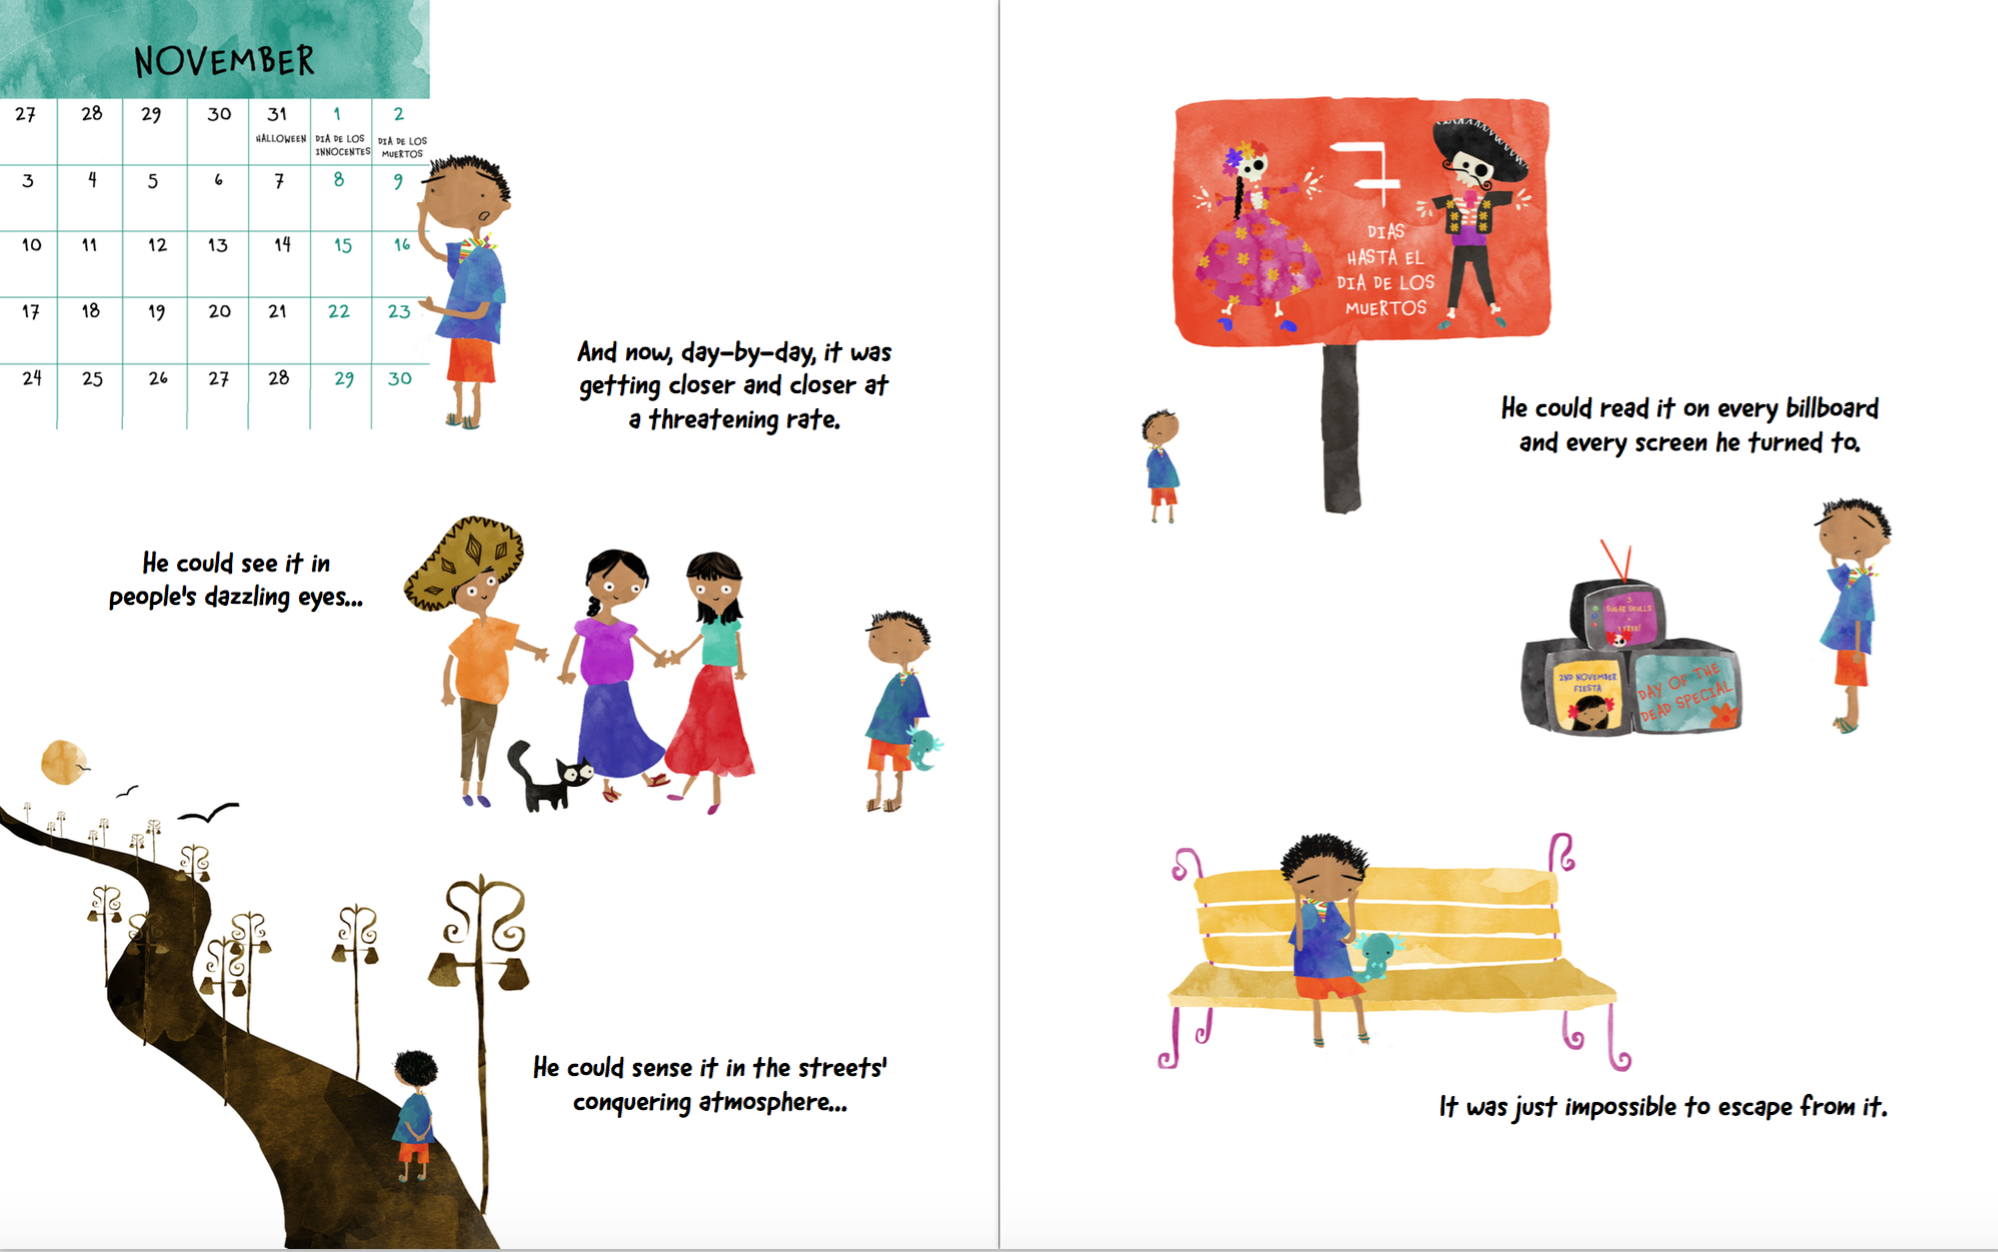 NOVEMBER
27 28 29 30 31 1 2
HALLOWEEN DIA DE LOS INNOCENTES DIA DE LOS MUERTOS
3 4 5 6 7 8 9
10 11 12 13 14 15 16
17 18 19 20 21 22 23
24 25 26 27 28 29 30
And now, day-by-day, it was
getting closer and closer at
a threatening rate.
He could see it in
people's dazzling eyes...
He could sense it in the streets'
conquering atmosphere...
7
DIAS
HASTA EL
DIA DE LOS
MUERTOS
He could read it on every billboard
and every screen he turned to.
3
SUGAR SKULLS
1 FREE!
2ND NOVEMBER
FIESTA
DAY OF THE
DEAD SPECIAL
It was just impossible to escape from it.